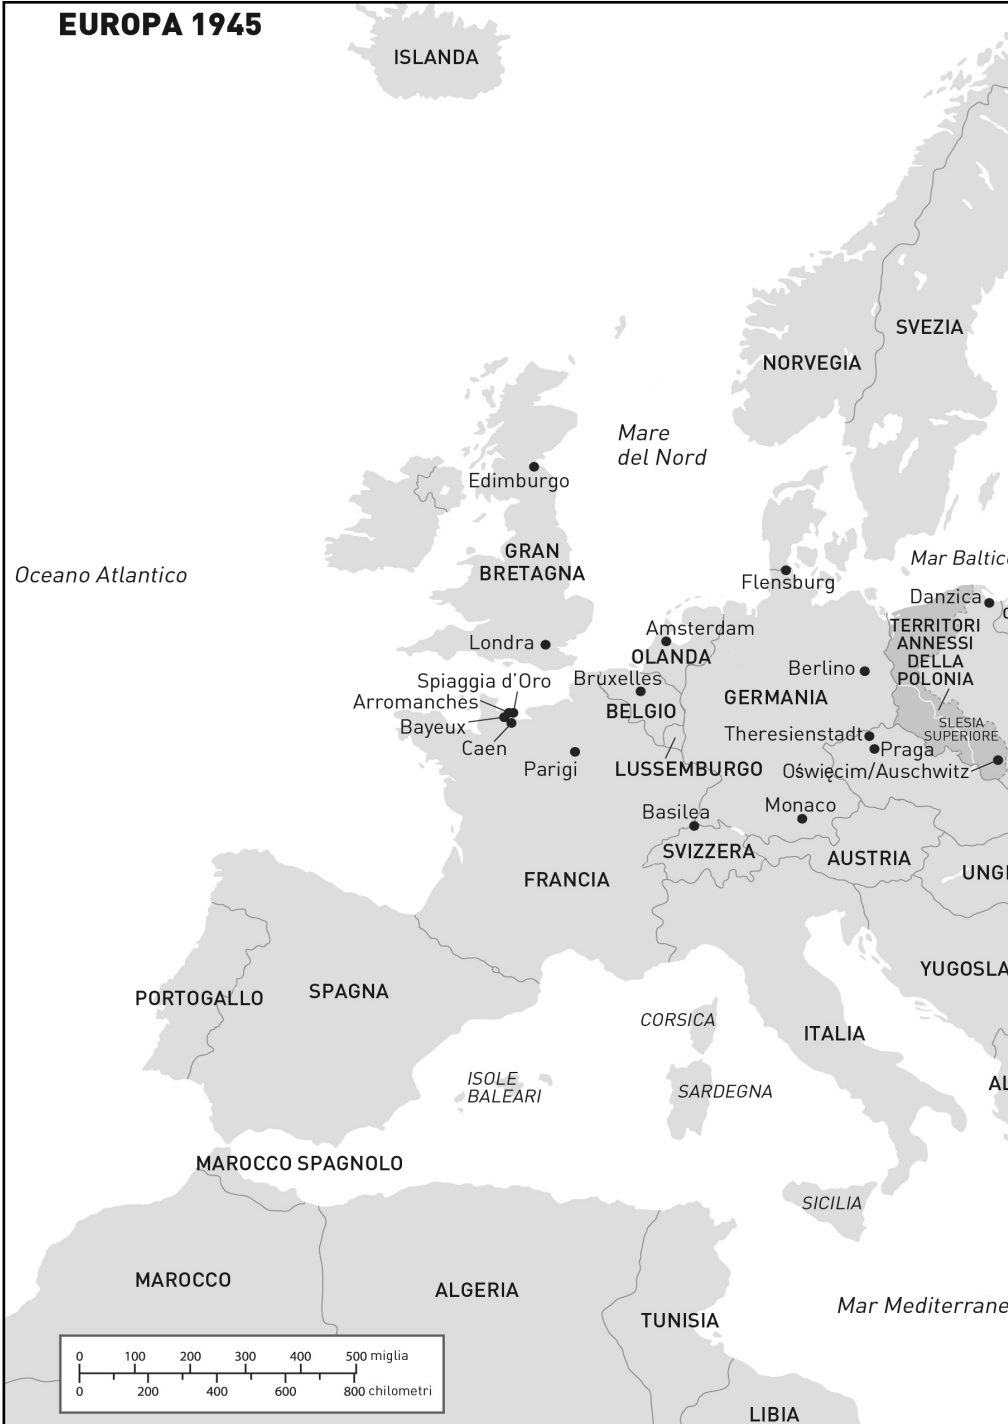 EUROPA 1945
ISLANDA
SVEZIA
NORVEGIA
Mare
del Nord
Edimburgo
GRAN
BRETAGNA
Mar Baltic
Oceano Atlantico
Flensburg
Danzica
Amsterdam
TERRITORI
ANNESSI
DELLA
POLONIA
Londra
OLANDA
Berlino
Spiaggia d'Oro
Bruxelles
GERMANIA
Arromanches
BELGIO
SLESIA
SUPERIORE
Bayeux
Theresienstadt
Caen
Praga
Parigi
LUSSEMBURGO
Oświęcim/Auschwitz
Basilea
Monaco
SVIZZERA
AUSTRIA
FRANCIA
UNG
YUGOSLA
PORTOGALLO
SPAGNA
CORSICA
ITALIA
ISOLE
BALEARI
SARDEGNA
AL
MAROCCO SPAGNOLO
SICILIA
MAROCCO
ALGERIA
Mar Mediterrane
TUNISIA
0 100 200 300 400 500 miglia
0 200 400 600 800 chilometri
LIBIA